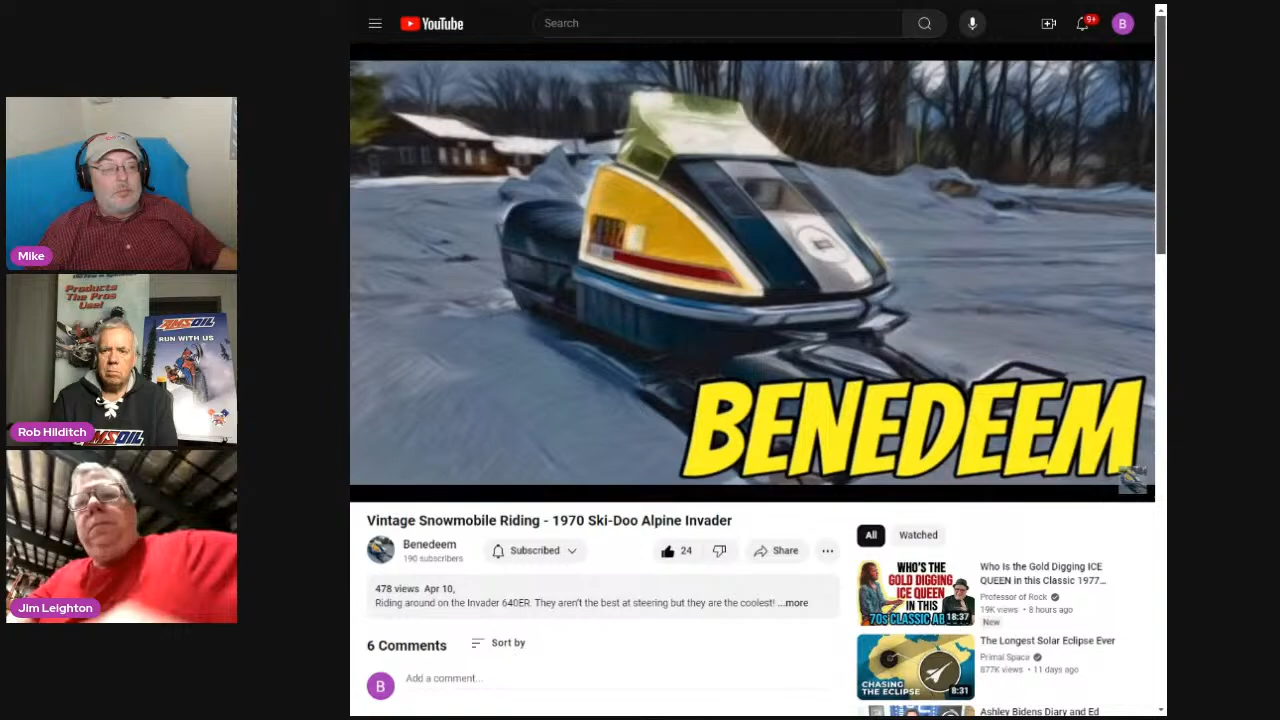 YouTube
Search
9+
B
BENEDEEM
Mike
Products
The Pros
Use!
AMSOIL
RUN WITH US
AMSOIL
Rob Hilditch
Jim Leighton
Vintage Snowmobile Riding - 1970 Ski-Doo Alpine Invader
Benedeem
190 subscribers
Subscribed
24
Share
478 views Apr 10,
Riding around on the Invader 640ER. They aren't the best at steering but they are the coolest! ...more
6 Comments
Sort by
B
Add a comment...
All
Watched
WHO'S THE
GOLD DIGGING
ICE QUEEN
IN THIS
70s CLASSIC
18:37
Who Is the Gold Digging ICE
QUEEN in this Classic 1977...
Professor of Rock
19K views • 8 hours ago
New
CHASING
THE ECLIPSE
8:31
The Longest Solar Eclipse Ever
Primal Space
877K views • 11 days ago
Ashley Bidens Diary and Ed